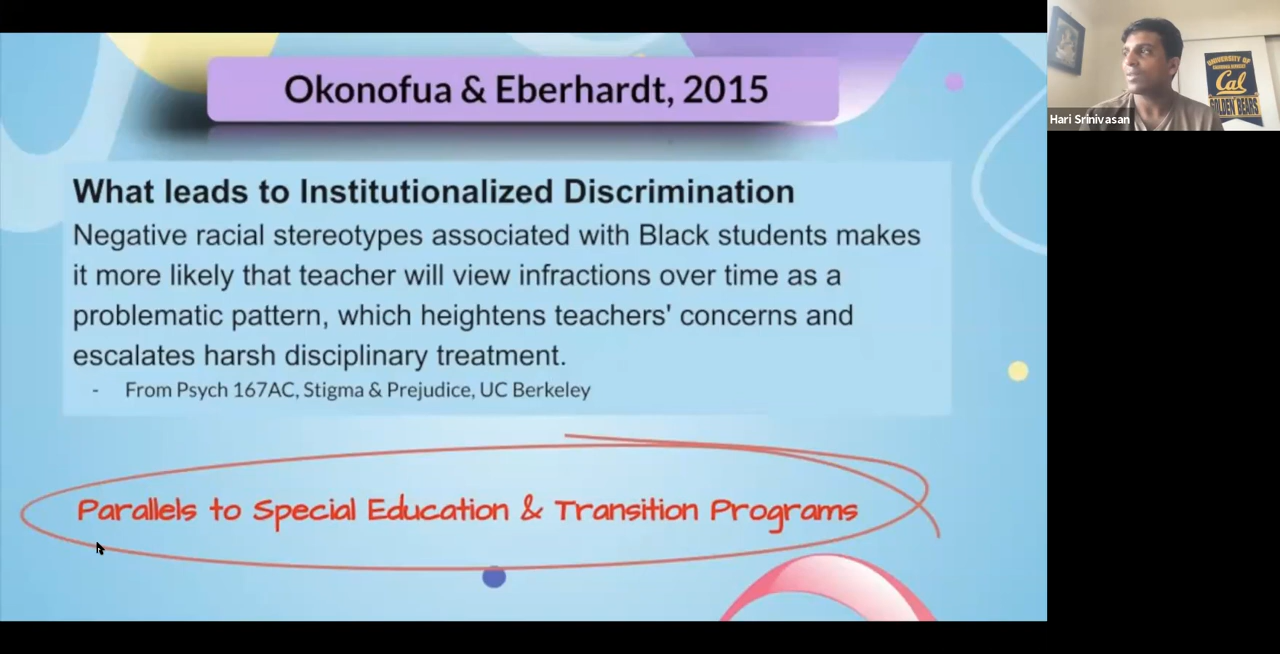 Okonofua & Eberhardt, 2015
What leads to Institutionalized Discrimination
Negative racial stereotypes associated with Black students makes
it more likely that teacher will view infractions over time as a
problematic pattern, which heightens teachers' concerns and
escalates harsh disciplinary treatment.
- From Psych 167AC, Stigma & Prejudice, UC Berkeley
Parallels to Special Education & Transition Programs
UNIVERSITY OF
Cal
GOLDEN BEARS
Hari Srinivasan